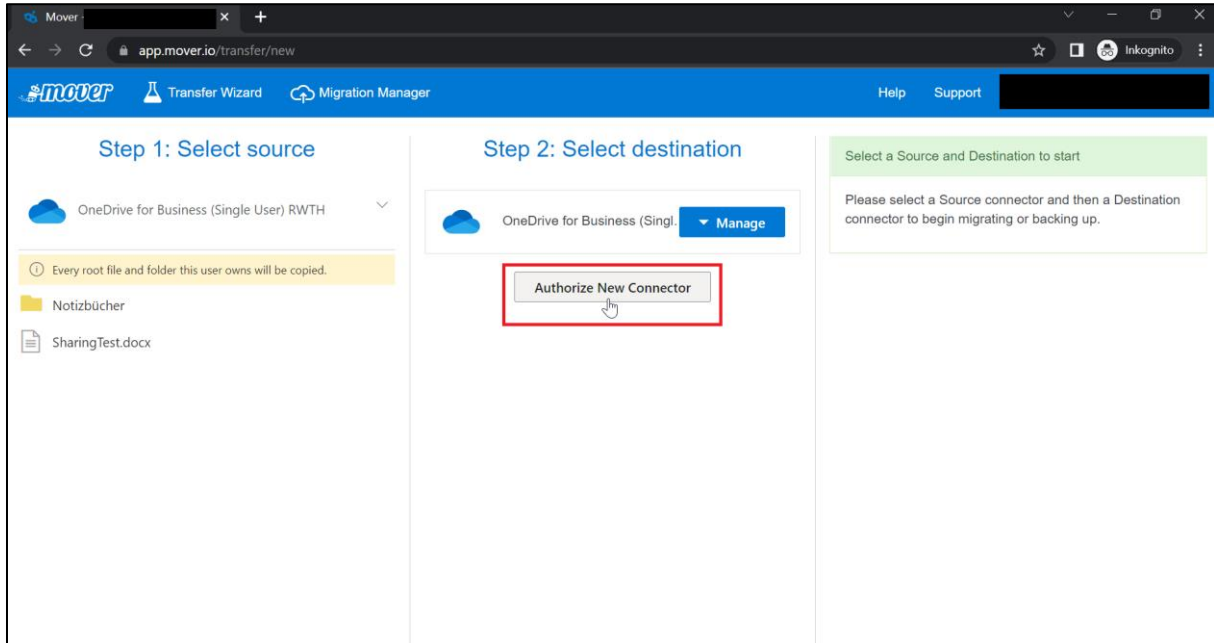 Mover -
app.mover.io/transfer/new
Inkognito
mover
Transfer Wizard
Migration Manager
Help
Support
Step 1: Select source
OneDrive for Business (Single User) RWTH
Every root file and folder this user owns will be copied.
Notizbücher
SharingTest.docx
Step 2: Select destination
OneDrive for Business (Singl.
Manage
Authorize New Connector
Select a Source and Destination to start
Please select a Source connector and then a Destination
connector to begin migrating or backing up.